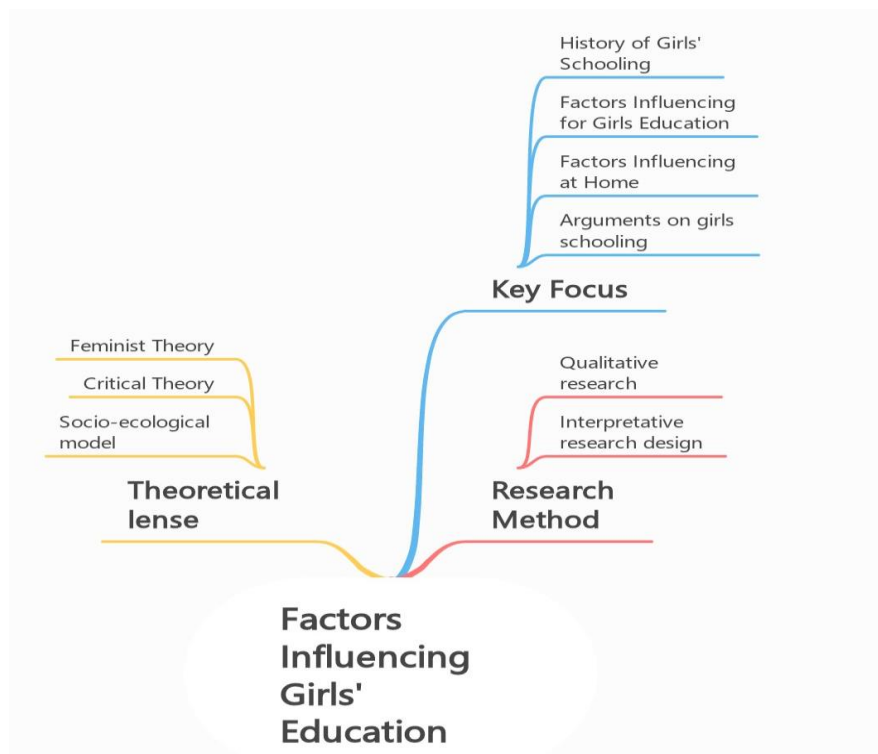 History of Girls'
Schooling
Factors Influencing
for Girls Education
Factors Influencing
at Home
Arguments on girls
schooling
Key Focus
Feminist Theory
Critical Theory
Socio-ecological
model
Theoretical
lense
Qualitative
research
Interpretative
research design
Research
Method
Factors
Influencing
Girls'
Education